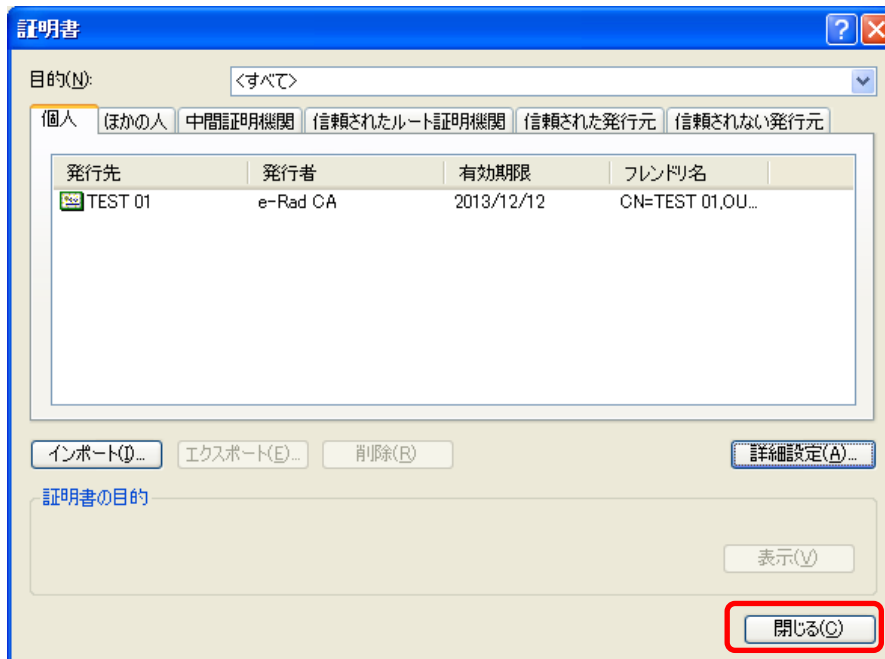 証明書
目的(N): <すべて>
個人 ほかの人 中間証明機関 信頼されたルート証明機関 信頼された発行元 信頼されない発行元
発行先 発行者 有効期限 フレンドリ名
TEST 01 e-Rad CA 2013/12/12 CN=TEST 01,OU...
インポート(I)... エクスポート(E)... 削除(R) 詳細設定(A)...
証明書の目的
表示(V)
閉じる(C)